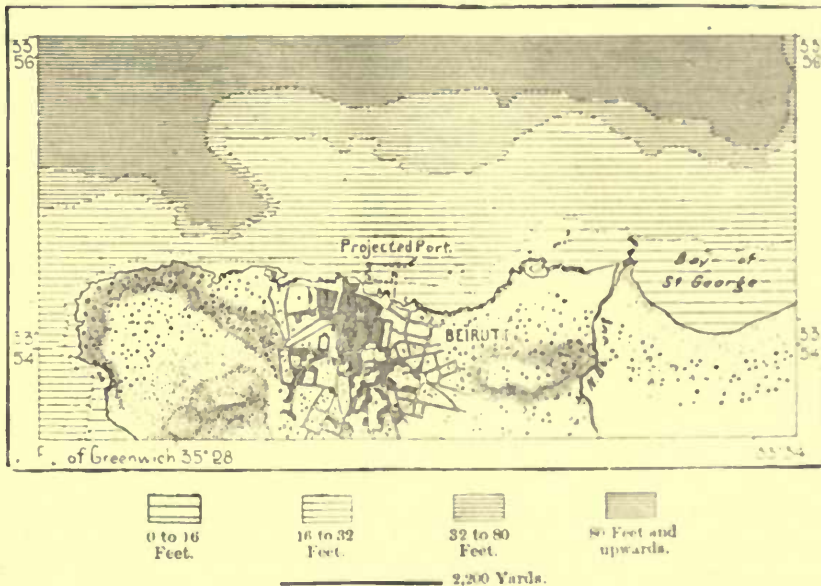 33
56
33
56
Projected Port.
Bay of
St George
BEIRUT
33
54
33
54
E. of Greenwich 35°28
0 to 16
Feet.
16 to 32
Feet.
32 to 80
Feet.
80 Feet and
upwards.
2,200 Yards.